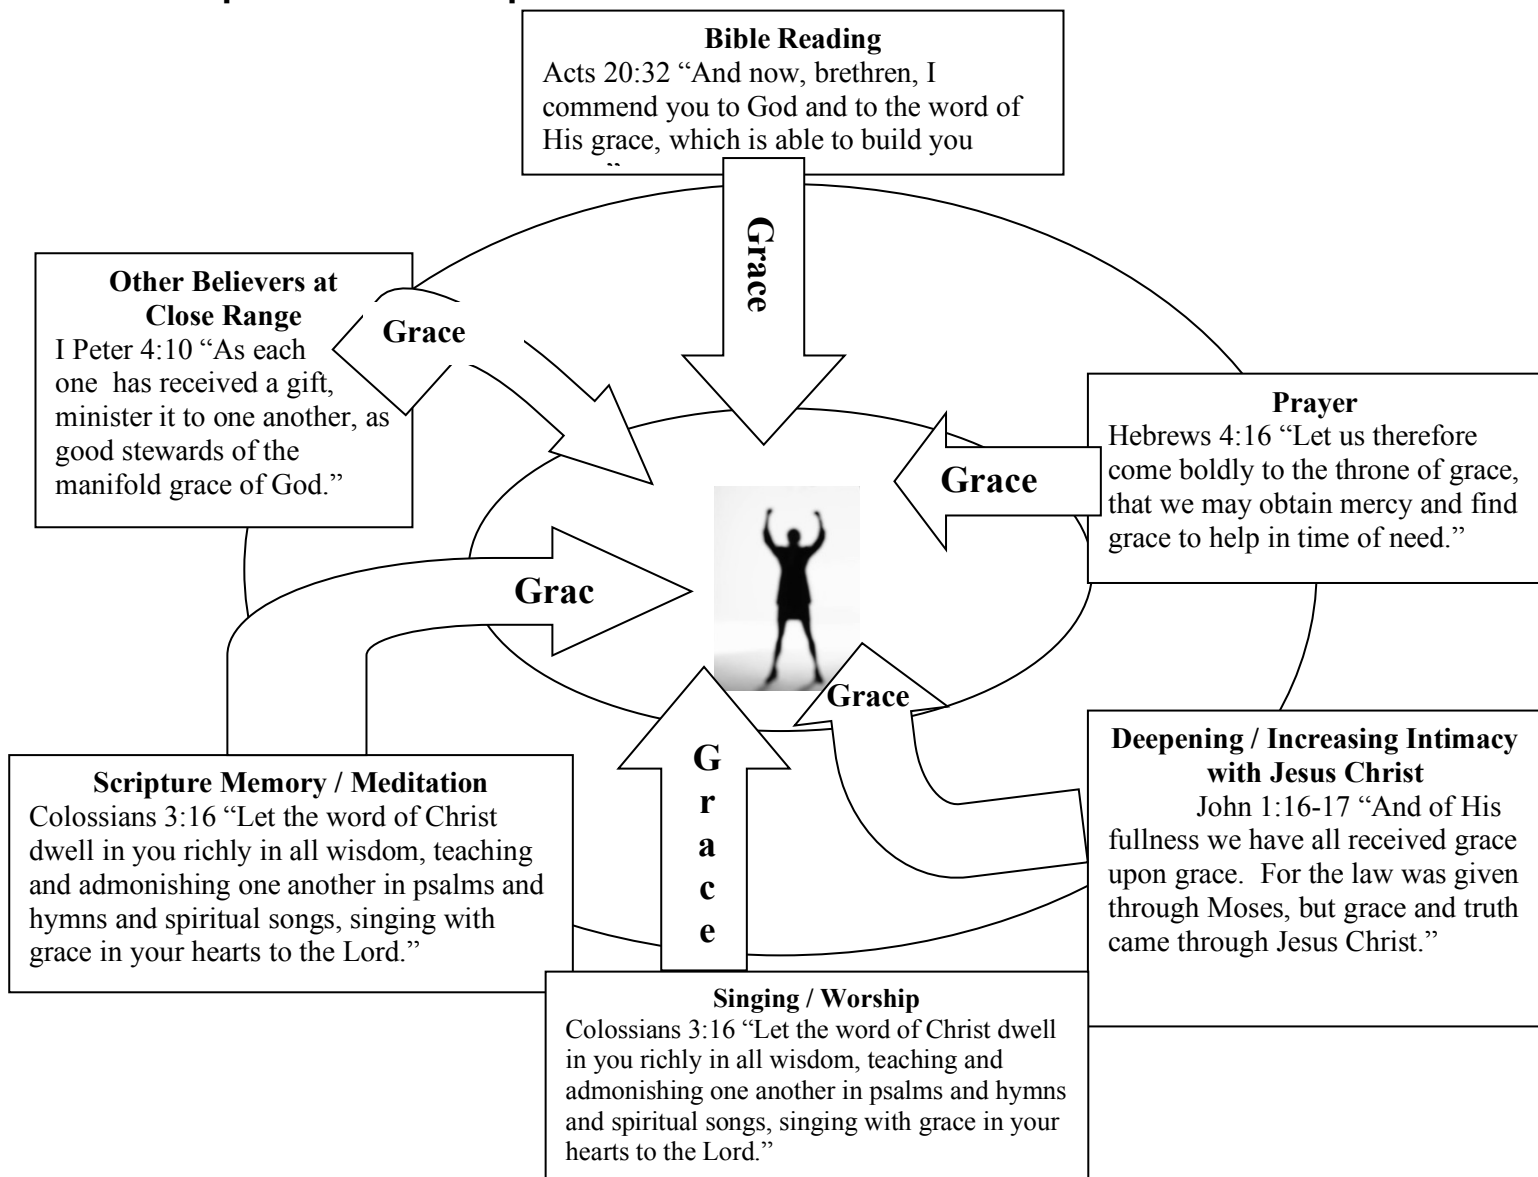 Bible Reading
Acts 20:32 “And now, brethren, I
commend you to God and to the word of
His grace, which is able to build you
”
Grace
Other Believers at
Close Range
I Peter 4:10 “As each
one has received a gift,
minister it to one another, as
good stewards of the
manifold grace of God.”
Grace
Prayer
Hebrews 4:16 “Let us therefore
come boldly to the throne of grace,
that we may obtain mercy and find
grace to help in time of need.”
Grace
Grac
Scripture Memory / Meditation
Colossians 3:16 “Let the word of Christ
dwell in you richly in all wisdom, teaching
and admonishing one another in psalms and
hymns and spiritual songs, singing with
grace in your hearts to the Lord.”
Grace
Grace
Deepening / Increasing Intimacy
with Jesus Christ
John 1:16-17 “And of His
fullness we have all received grace
upon grace. For the law was given
through Moses, but grace and truth
came through Jesus Christ.”
Singing / Worship
Colossians 3:16 “Let the word of Christ dwell
in you richly in all wisdom, teaching and
admonishing one another in psalms and hymns
and spiritual songs, singing with grace in your
hearts to the Lord.”